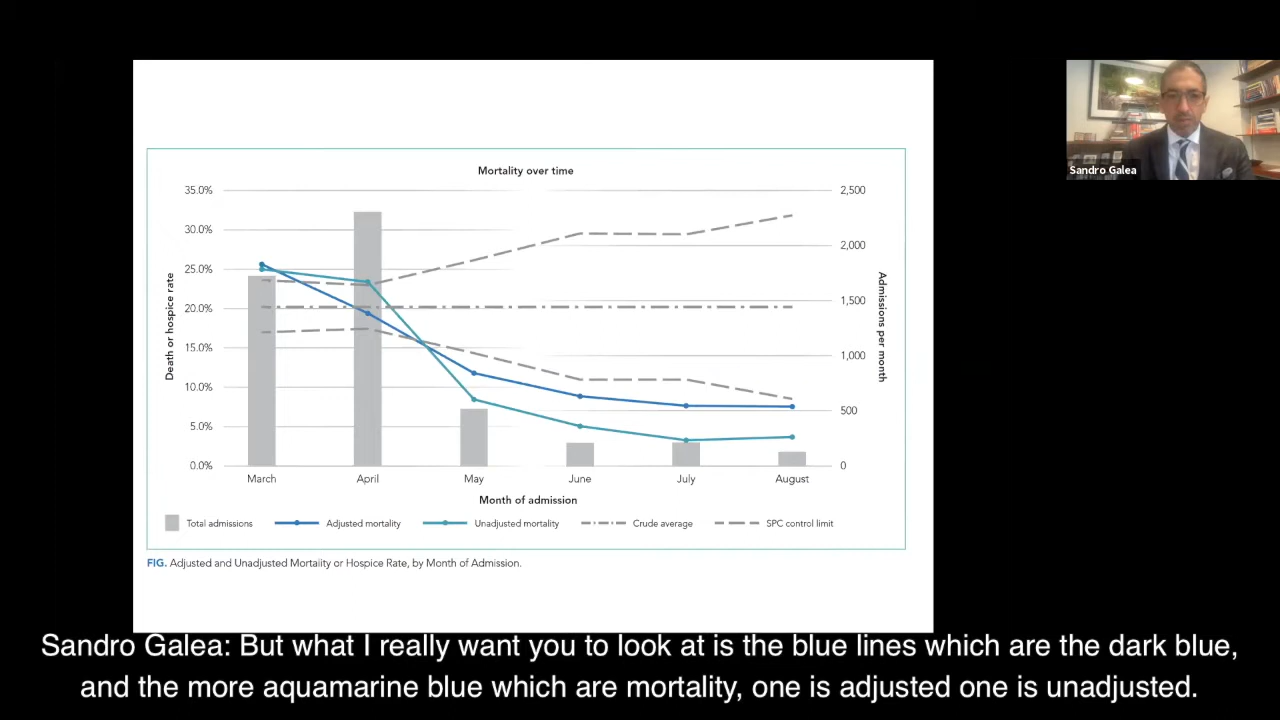 Mortality over time
35.0%
30.0%
25.0%
20.0%
15.0%
10.0%
5.0%
0.0%
Death or hospice rate
2,500
2,000
1,500
1,000
500
0
Admissions per month
March April May June July August
Month of admission
Total admissions Adjusted mortality Unadjusted mortality Crude average SPC control limit
FIG. Adjusted and Unadjusted Mortality or Hospice Rate, by Month of Admission.
Sandro Galea
Sandro Galea: But what I really want you to look at is the blue lines which are the dark blue,
and the more aquamarine blue which are mortality, one is adjusted one is unadjusted.